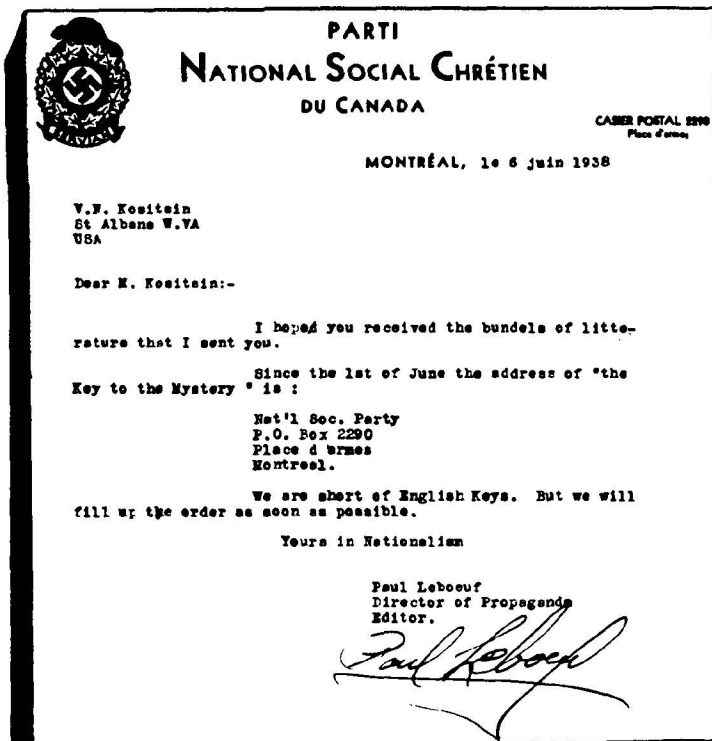 PARTI
NATIONAL SOCIAL CHRÉTIEN
DU CANADA
SERVIAM
CASIER POSTAL 2290
Place d'armes
MONTRÉAL, le 6 juin 1938
V.N. Kositein
St Albans W.VA
USA
Dear M. Kositein:-
I hoped you received the bundels of litte-
rature that I sent you.
Since the 1st of June the address of "the
Key to the Mystery " is :
Nat'l Soc. Party
P.O. Box 2290
Place d'armes
Montreal.
We are short of English Keys. But we will
fill up the order as soon as possible.
Yours in Nationalism
Paul Leboeuf
Director of Propaganda
Editor.
Paul Leboeuf